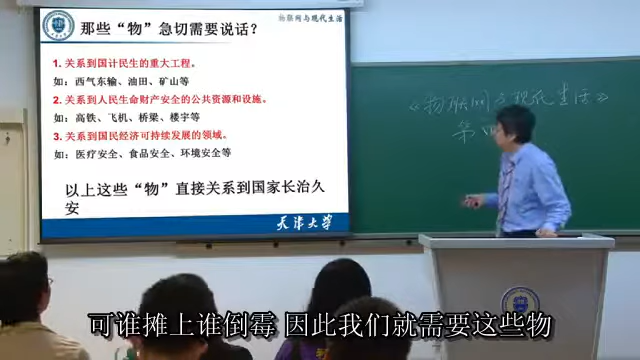 那些“物”急切需要说话？
物联网与现代生活
1. 关系到国计民生的重大工程。
如：西气东输、油田、矿山等
2. 关系到人民生命财产安全的公共资源和设施。
如：高铁、飞机、桥梁、楼宇等
3. 关系到国民经济可持续发展的领域。
如：医疗安全、食品安全、环境安全等
以上这些“物”直接关系到国家长治久
安
天津大学
《物联网与现代生活》
第四
可谁摊上谁倒霉 因此我们就需要这些物